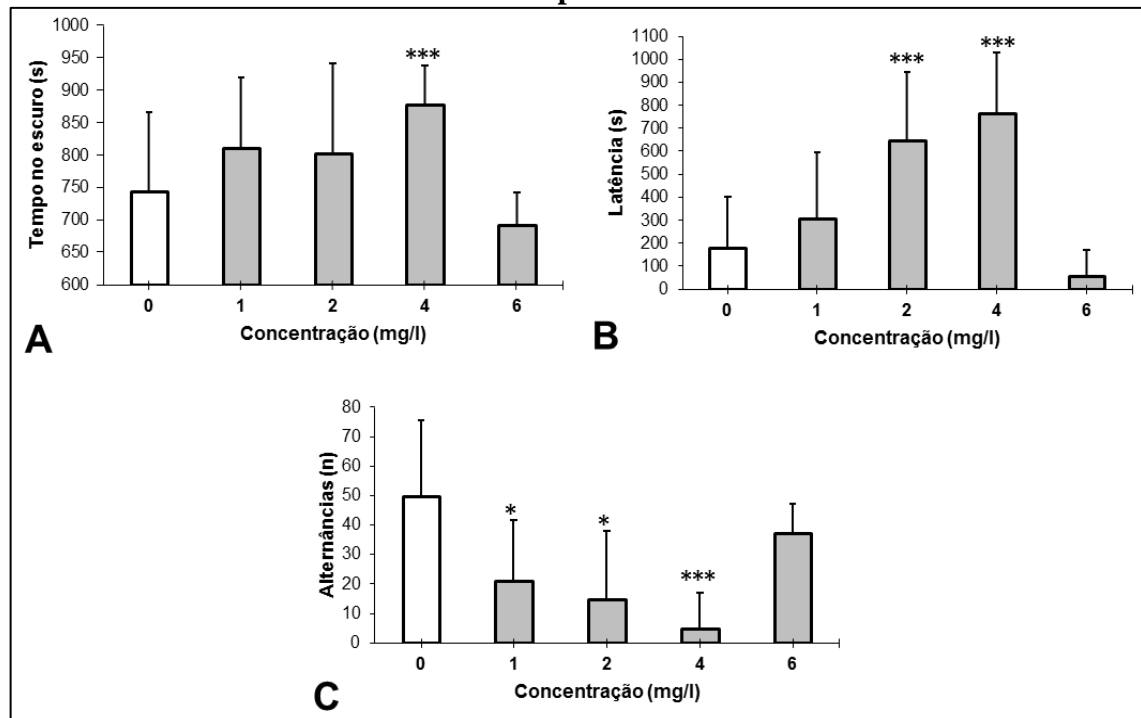 1000
950
900
850
800
750
700
650
600
Tempo no escuro (s)
***
0 1 2 4 6
Concentração (mg/l)
A
1100
1000
900
800
700
600
500
400
300
200
100
0
Latência (s)
*** ***
0 1 2 4 6
Concentração (mg/l)
B
80
70
60
50
40
30
20
10
0
Alternâncias (n)
* * ***
0 1 2 4 6
Concentração (mg/l)
C